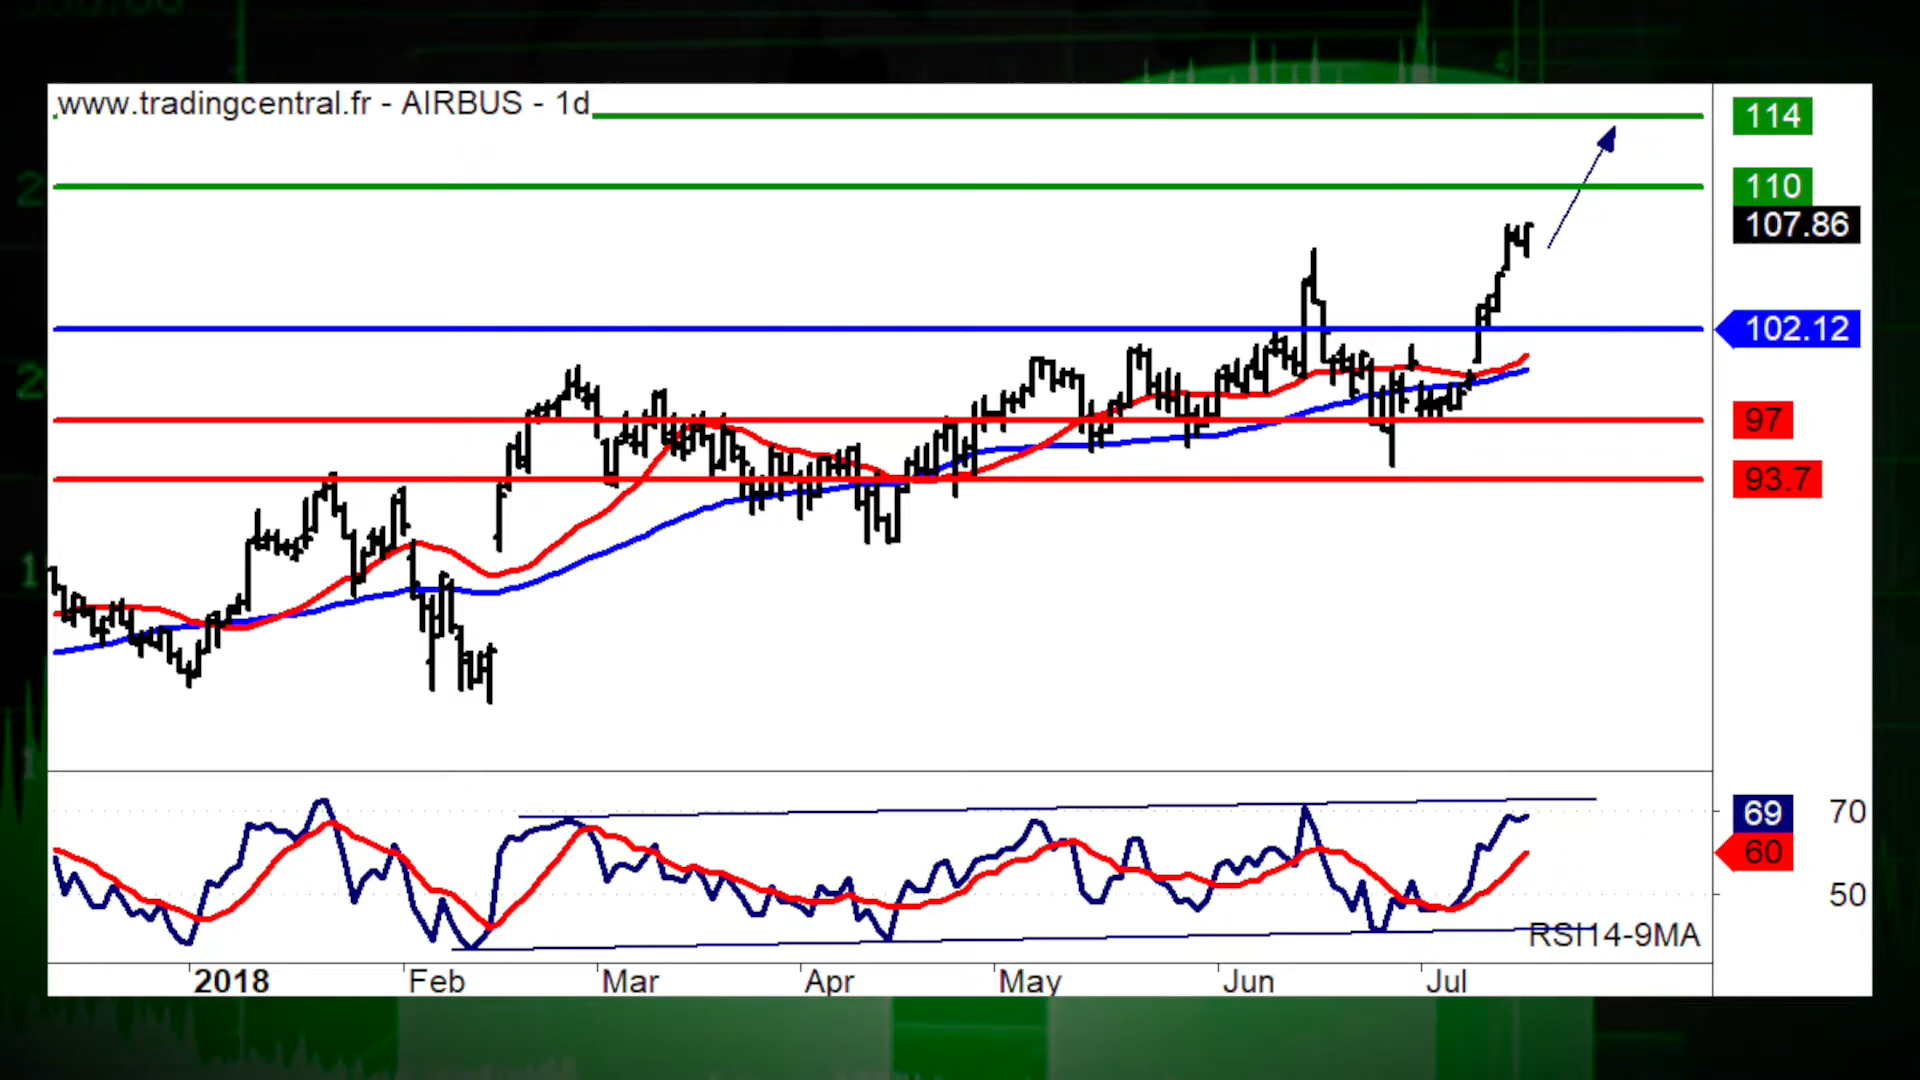 www.tradingcentral.fr - AIRBUS - 1d
114
110
107.86
102.12
97
93.7
69
70
60
50
RSI14-9MA
2018
Feb
Mar
Apr
May
Jun
Jul